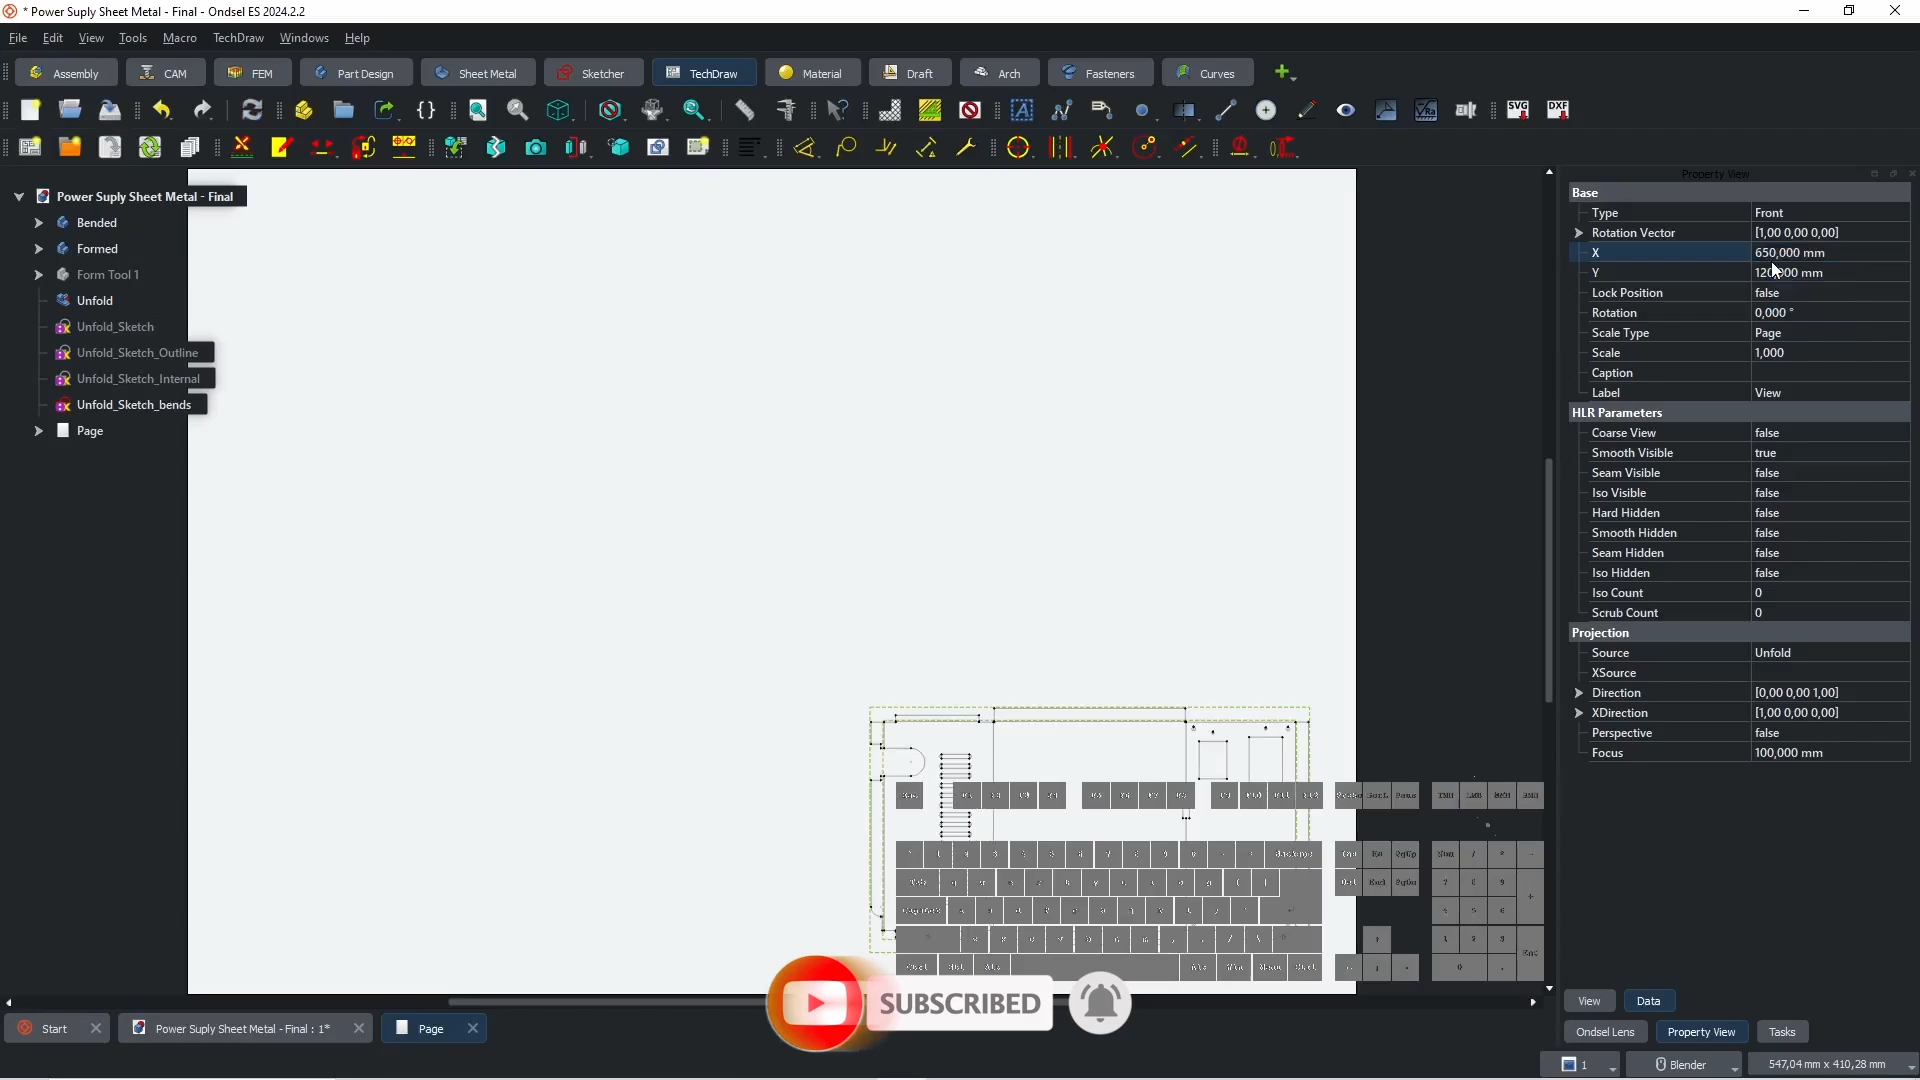 * Power Suply Sheet Metal - Final - Ondsel ES 2024.2.2
File Edit View Tools Macro TechDraw Windows Help
Assembly CAM FEM Part Design Sheet Metal Sketcher TechDraw Material Draft Arch Fasteners Curves
SVG DXF
Property View
Power Suply Sheet Metal - Final
Bended
Formed
Form Tool 1
Unfold
Unfold_Sketch
Unfold_Sketch_Outline
Unfold_Sketch_Internal
Unfold_Sketch_bends
Page
Base
Type Front
Rotation Vector [1,00 0,00 0,00]
X 650,000 mm
Y 120,000 mm
Lock Position false
Rotation 0,000 °
Scale Type Page
Scale 1,000
Caption
Label View
HLR Parameters
Coarse View false
Smooth Visible true
Seam Visible false
Iso Visible false
Hard Hidden false
Smooth Hidden false
Seam Hidden false
Iso Hidden false
Iso Count 0
Scrub Count 0
Projection
Source Unfold
XSource
Direction [0,00 0,00 1,00]
XDirection [1,00 0,00 0,00]
Perspective false
Focus 100,000 mm
SUBSCRIBED
View Data
Start Power Suply Sheet Metal - Final : 1* Page
Ondsel Lens Property View Tasks
1 Blender 547,04 mm x 410,28 mm